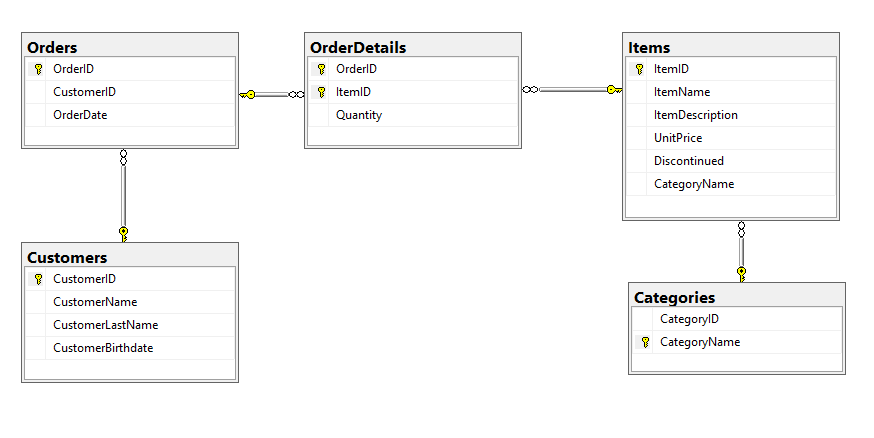 Orders
OrderID
CustomerID
OrderDate
OrderDetails
OrderID
ItemID
Quantity
Items
ItemID
ItemName
ItemDescription
UnitPrice
Discontinued
CategoryName
Customers
CustomerID
CustomerName
CustomerLastName
CustomerBirthdate
Categories
CategoryID
CategoryName